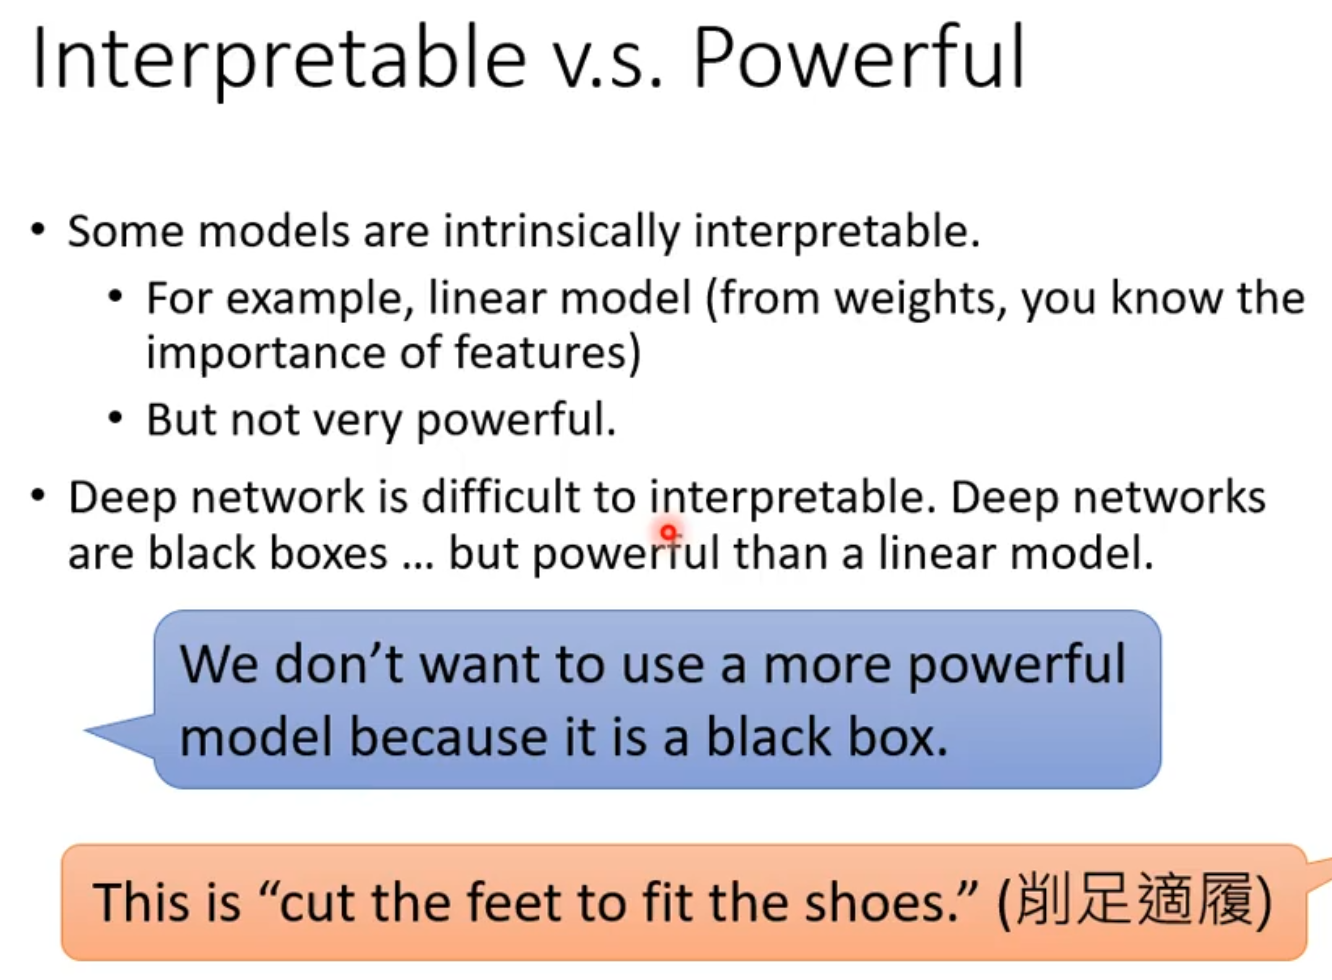 Interpretable v.s. Powerful
• Some models are intrinsically interpretable.
• For example, linear model (from weights, you know the
importance of features)
• But not very powerful.
• Deep network is difficult to interpretable. Deep networks
are black boxes … but powerful than a linear model.
We don’t want to use a more powerful
model because it is a black box.
This is “cut the feet to fit the shoes.” (削足適履)